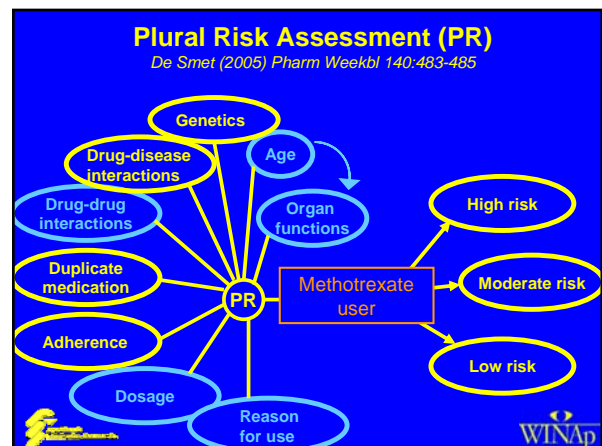 Plural Risk Assessment (PR)
De Smet (2005) Pharm Weekbl 140:483-485
Genetics
Age
Drug-disease
interactions
Drug-drug
interactions
Organ
functions
High risk
Duplicate
medication
PR
Methotrexate
user
Moderate risk
Adherence
Low risk
Dosage
Reason
for use
WINAp